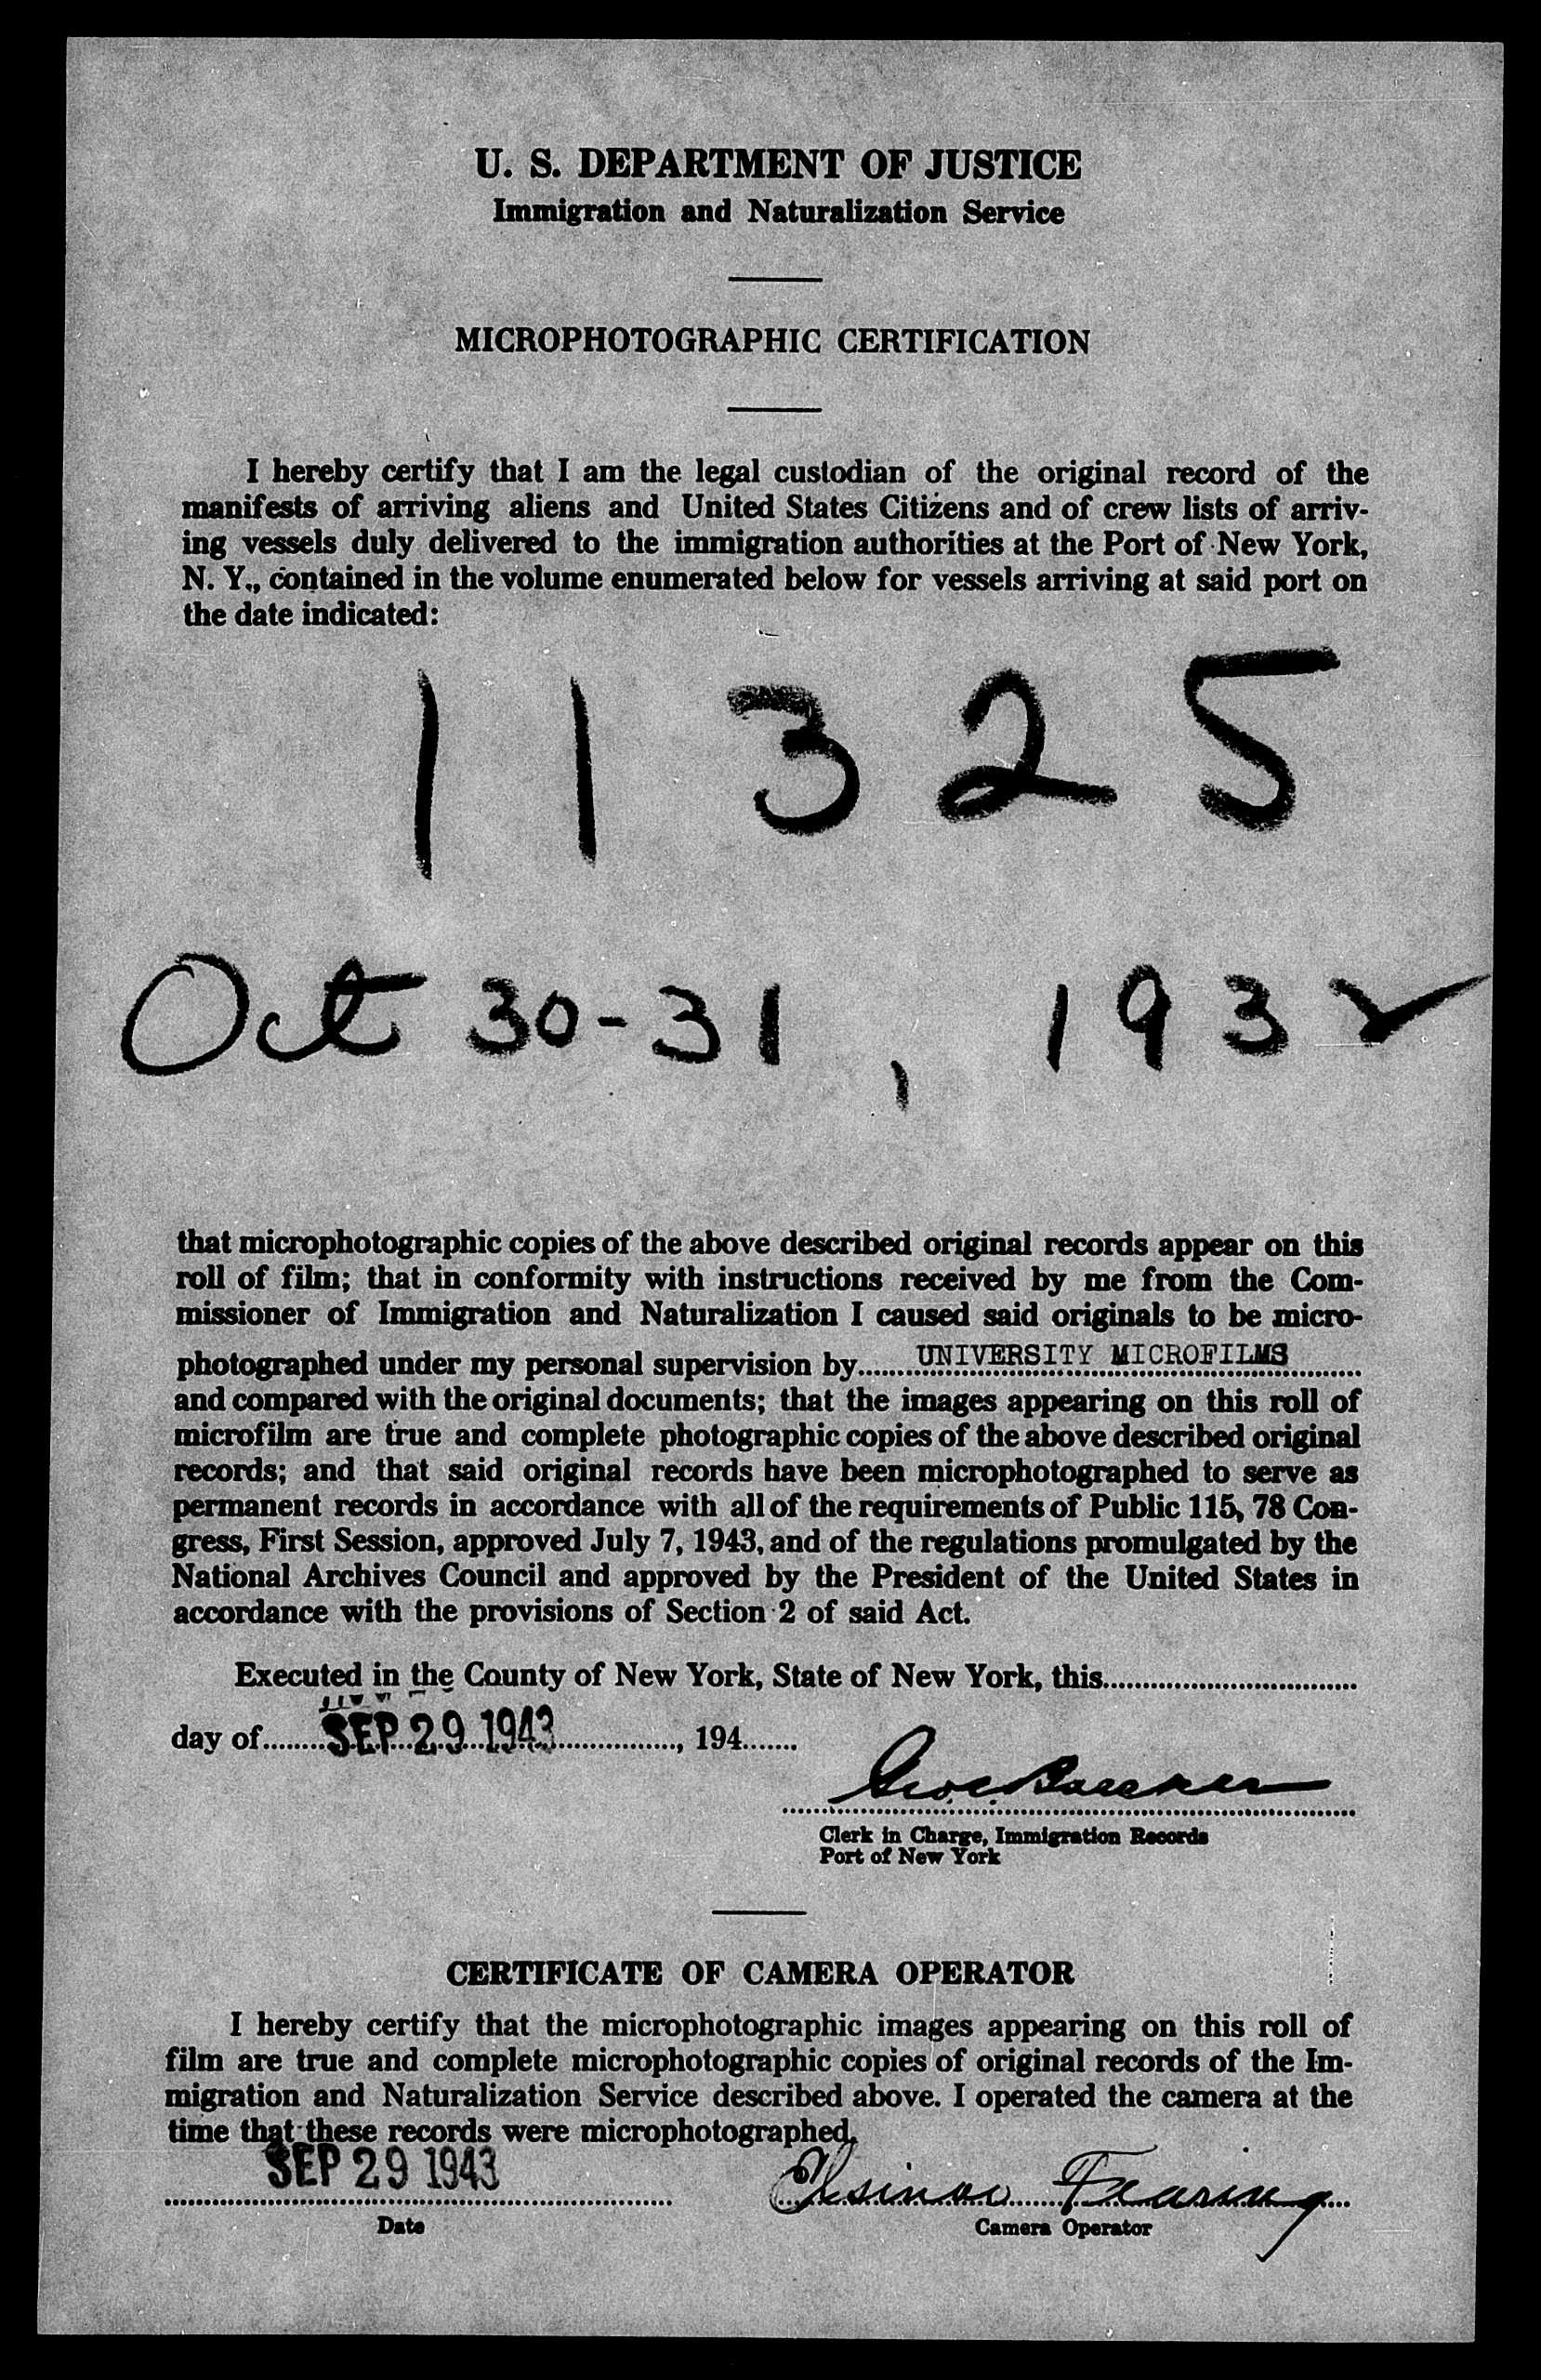 U. S. DEPARTMENT OF JUSTICE
Immigration and Naturalization Service
MICROPHOTOGRAPHIC CERTIFICATION
I hereby certify that I am the legal custodian of the original record of the
manifests of arriving aliens and United States Citizens and of crew lists of arriv-
ing vessels duly delivered to the immigration authorities at the Port of New York,
N. Y., contained in the volume enumerated below for vessels arriving at said port on
the date indicated:
11325
Oct 30-31, 1932
that microphotographic copies of the above described original records appear on this
roll of film; that in conformity with instructions received by me from the Com-
missioner of Immigration and Naturalization I caused said originals to be micro-
photographed under my personal supervision by......UNIVERSITY MICROFILMS......
and compared with the original documents; that the images appearing on this roll of
microfilm are true and complete photographic copies of the above described original
records; and that said original records have been microphotographed to serve as
permanent records in accordance with all of the requirements of Public 115, 78 Con-
gress, First Session, approved July 7, 1943, and of the regulations promulgated by the
National Archives Council and approved by the President of the United States in
accordance with the provisions of Section 2 of said Act.
Executed in the County of New York, State of New York, this......
day of......SEP 29 1943......, 194......
Clerk in Charge, Immigration Records
Port of New York
CERTIFICATE OF CAMERA OPERATOR
I hereby certify that the microphotographic images appearing on this roll of
film are true and complete microphotographic copies of original records of the Im-
migration and Naturalization Service described above. I operated the camera at the
time that these records were microphotographed.
SEP 29 1943
Fearing
Date
Camera Operator